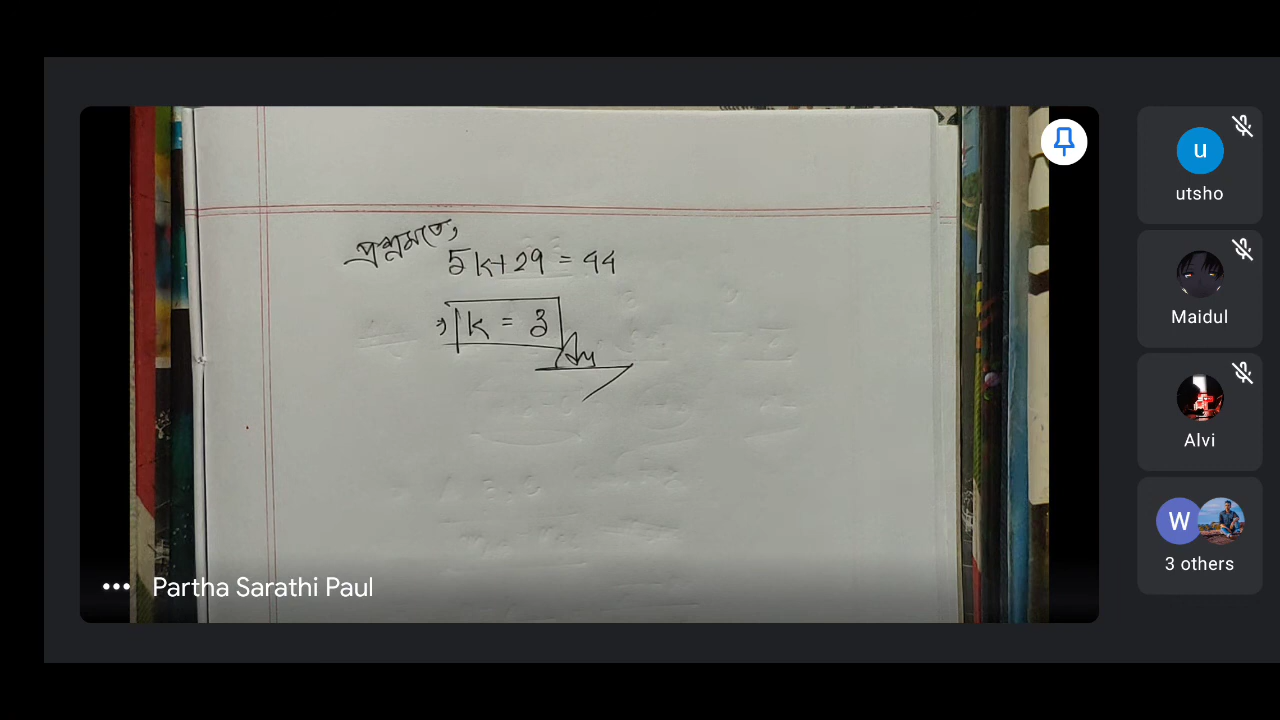 প্রশ্নমতে,
5k+29 = 44
⇒ k = 3
Ans
Partha Sarathi Paul
u
utsho
Maidul
Alvi
W
3 others